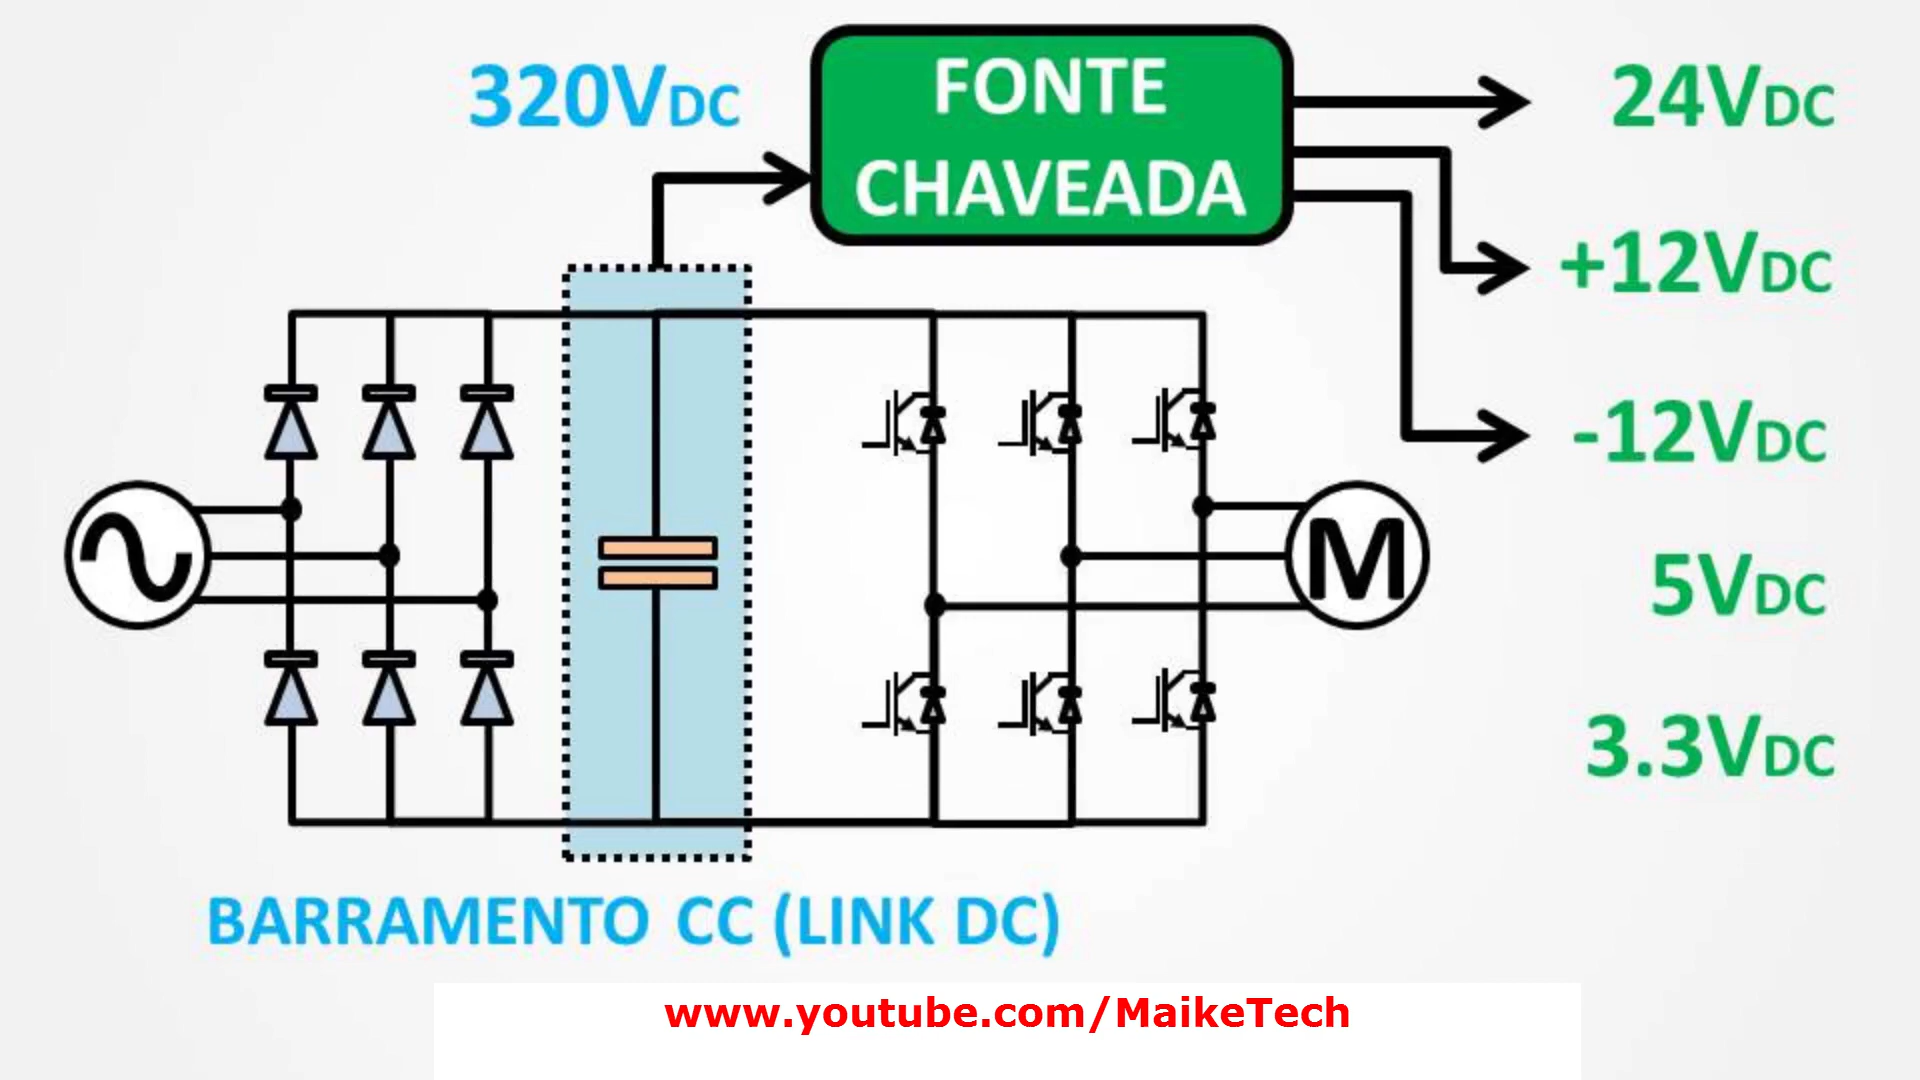 320VDC
FONTE
CHAVEADA
24VDC
+12VDC
-12VDC
M
5VDC
3.3VDC
BARRAMENTO CC (LINK DC)
www.youtube.com/MaikeTech